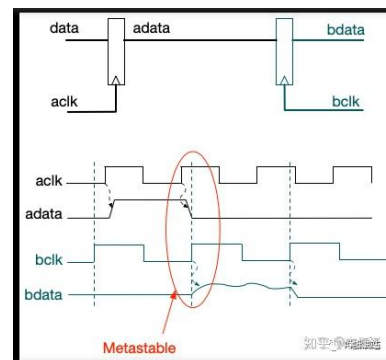 data adata bdata
aclk bclk
aclk
adata
bclk
bdata
Metastable
知乎